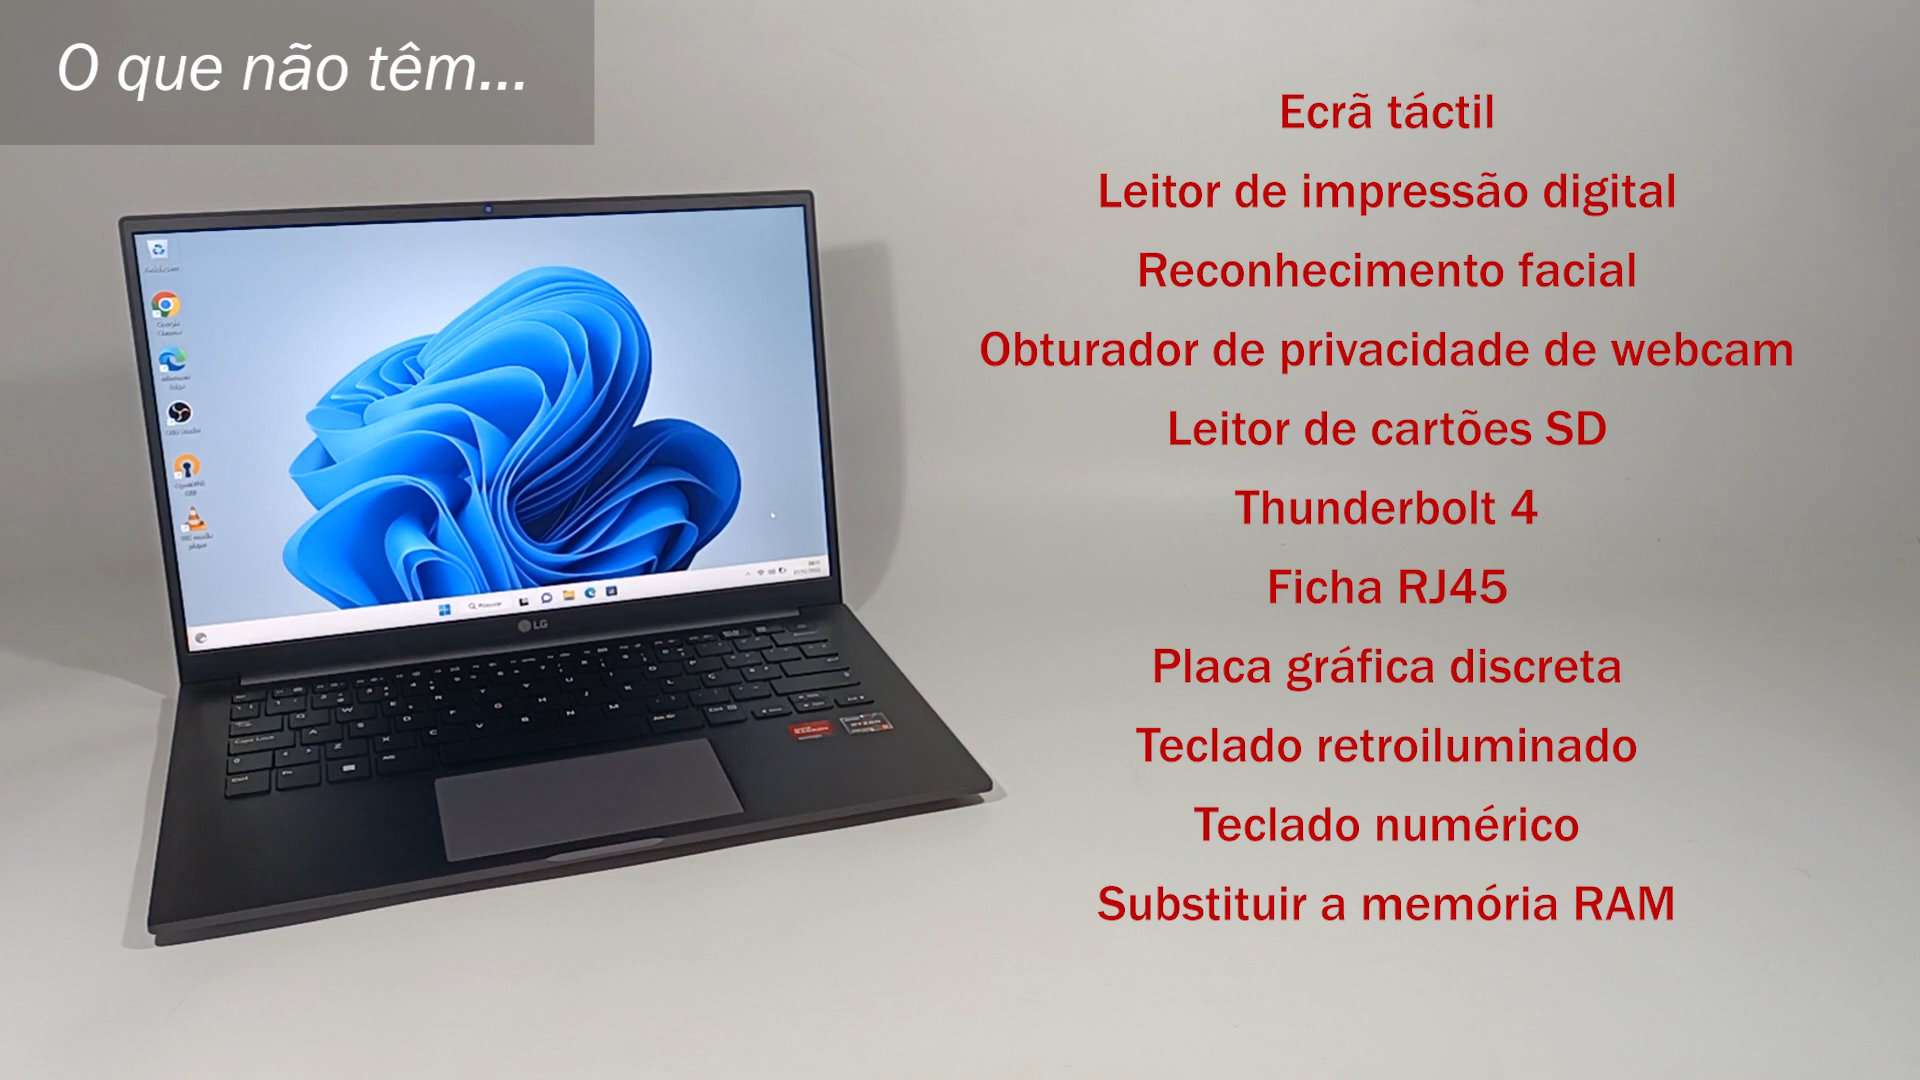 O que não têm...
Ecrã táctil
Leitor de impressão digital
Reconhecimento facial
Obturador de privacidade de webcam
Leitor de cartões SD
Thunderbolt 4
Ficha RJ45
Placa gráfica discreta
Teclado retroiluminado
Teclado numérico
Substituir a memória RAM
LG